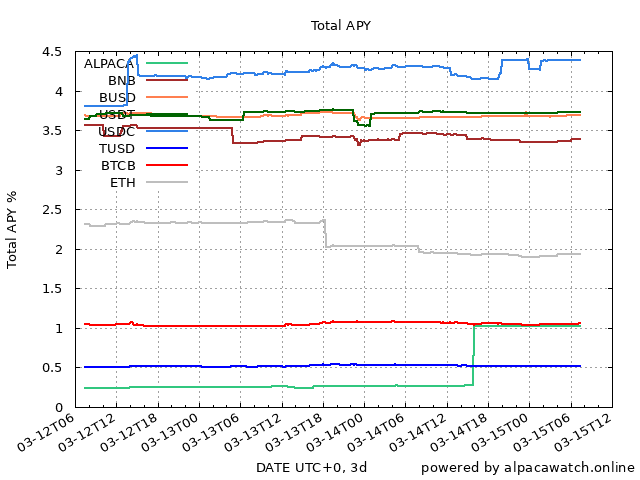 Total APY
4.5
4
3.5
3
2.5
2
1.5
1
0.5
0
Total APY %
ALPACA
BNB
BUSD
USDT
USDC
TUSD
BTCB
ETH
03-12T06
03-12T12
03-12T18
03-13T00
03-13T06
03-13T12
03-13T18
03-14T00
03-14T06
03-14T12
03-14T18
03-15T00
03-15T06
03-15T12
DATE UTC+0, 3d
powered by alpacawatch.online